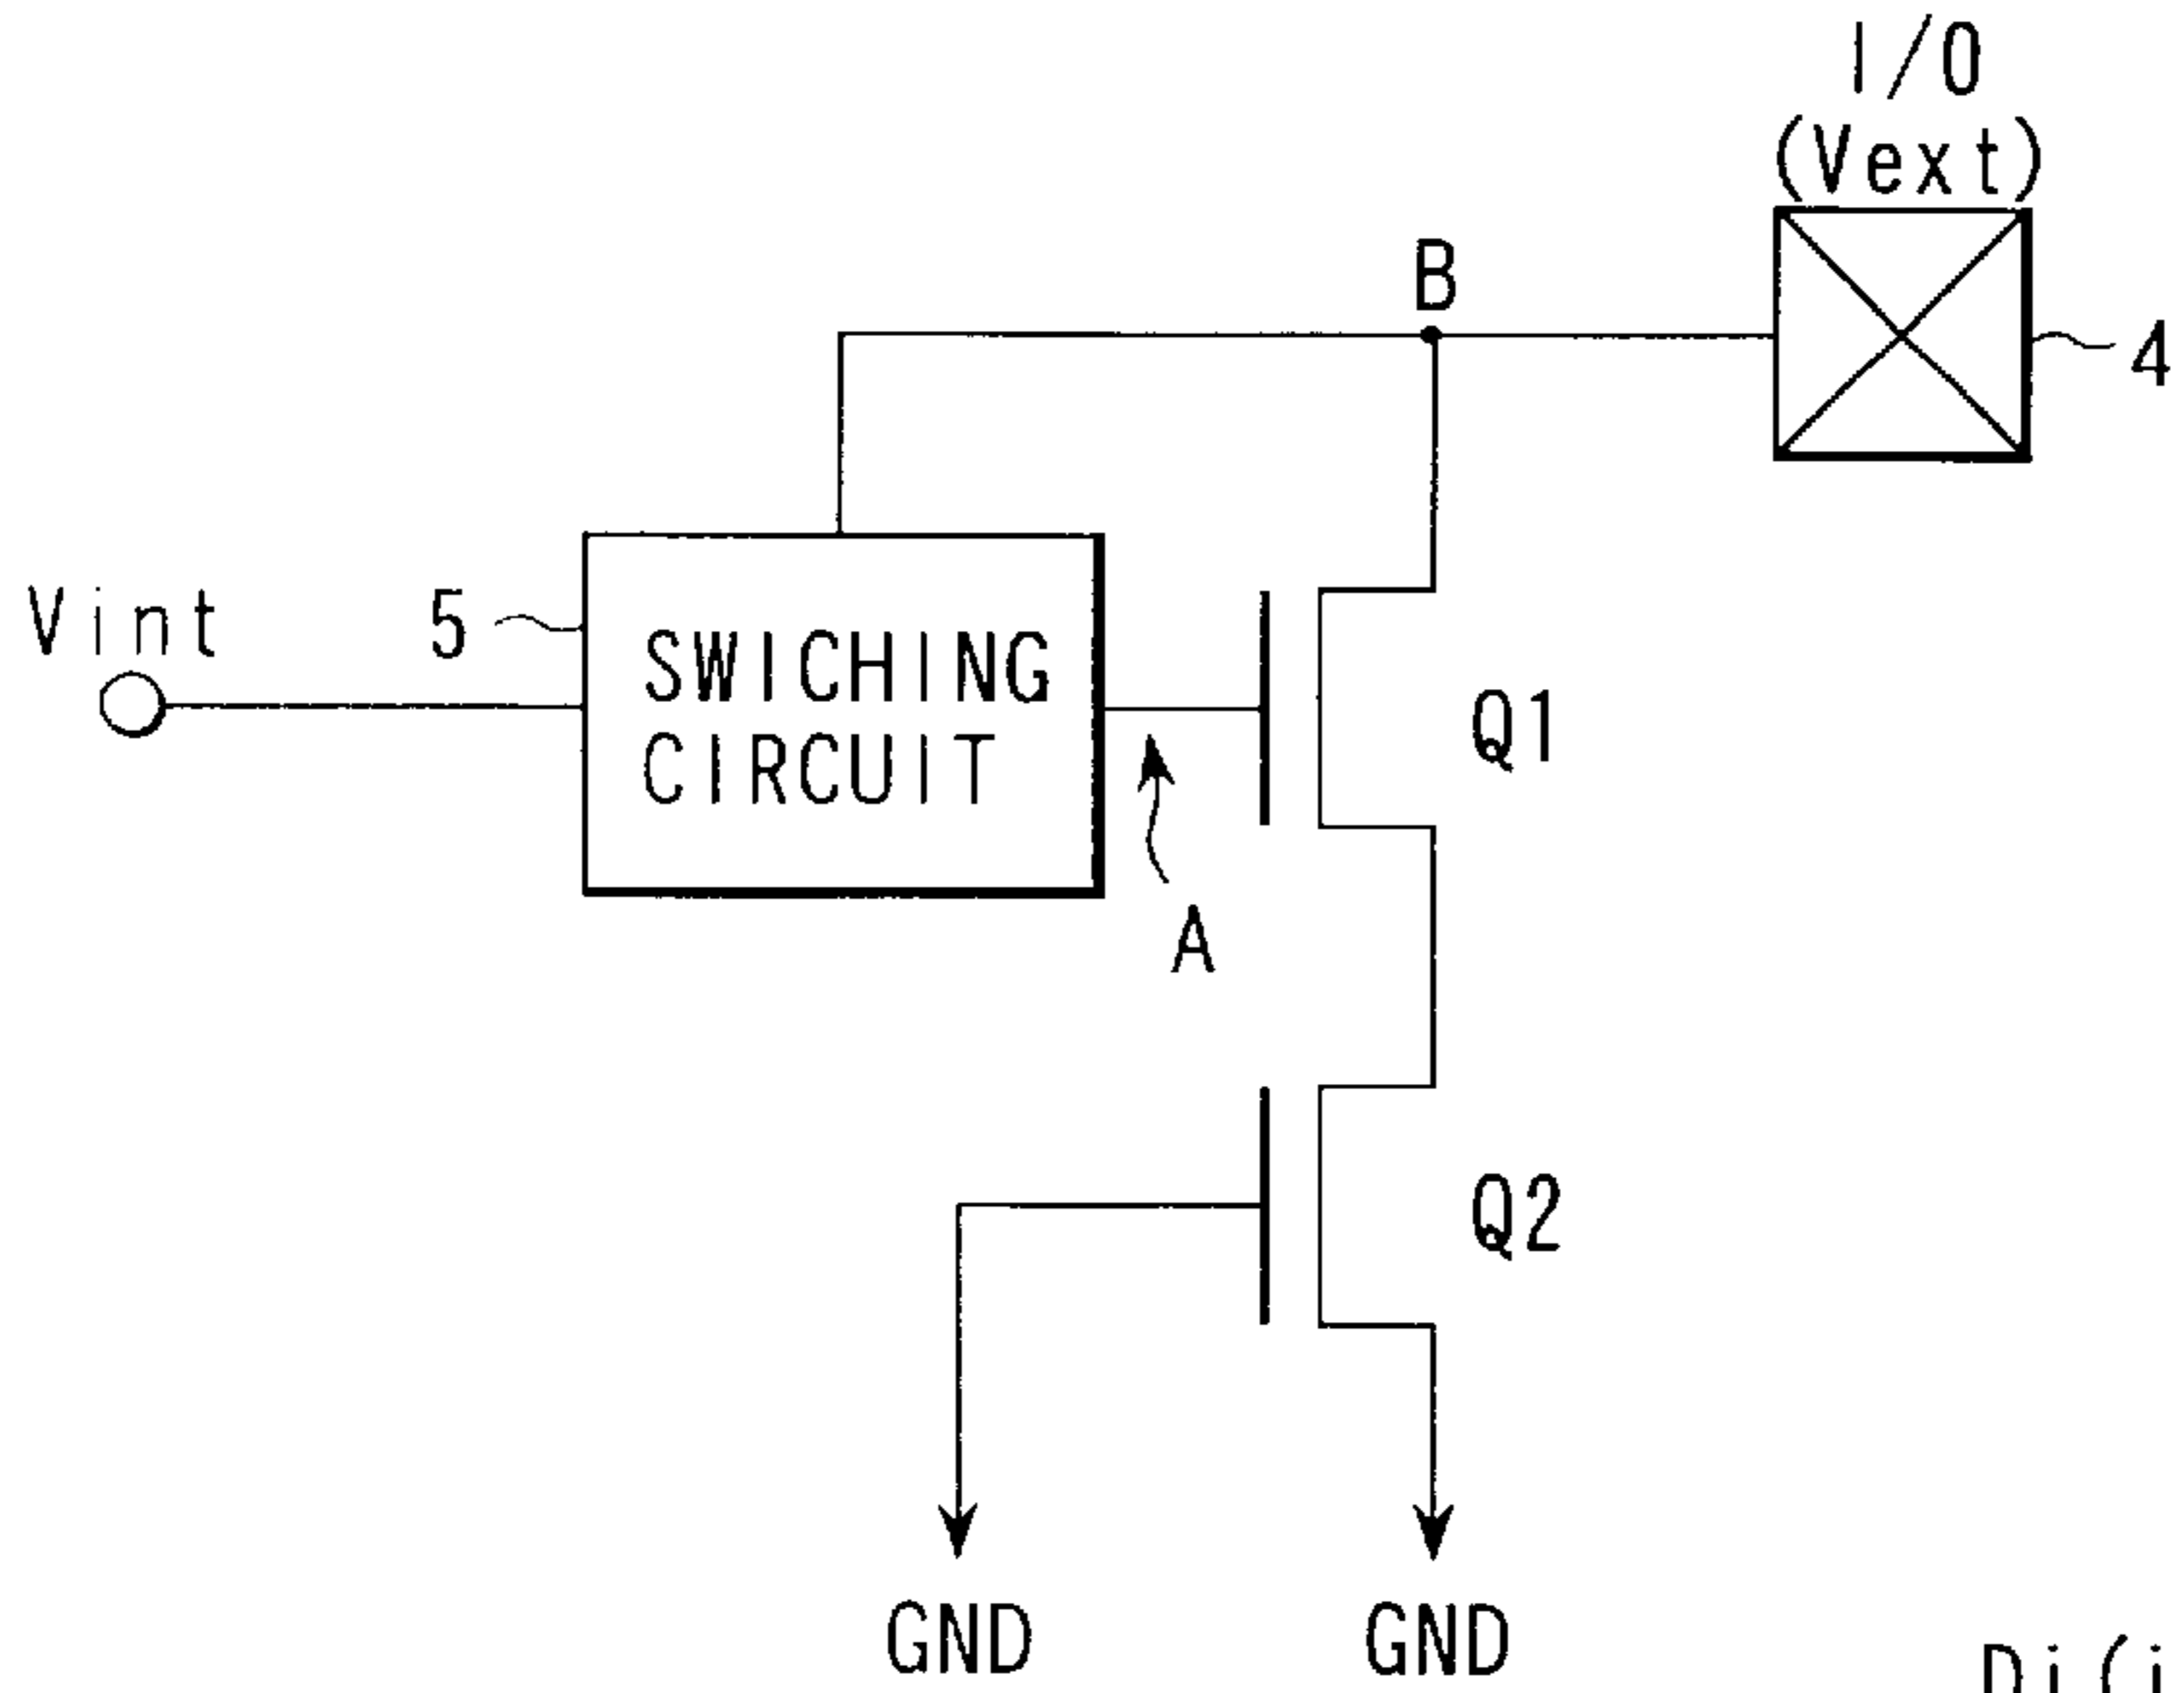 I/O
(Vext)
B
4
Vint
5
SWICHING
CIRCUIT
Q1
A
Q2
GND
GND